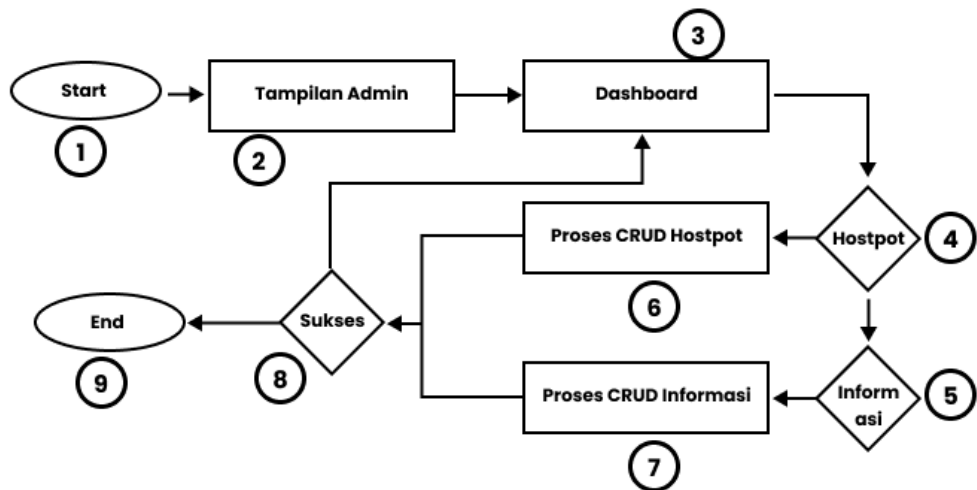 Start
1
Tampilan Admin
2
Dashboard
3
Hostpot
4
Proses CRUD Hostpot
6
Inform
asi
5
Proses CRUD Informasi
7
Sukses
8
End
9